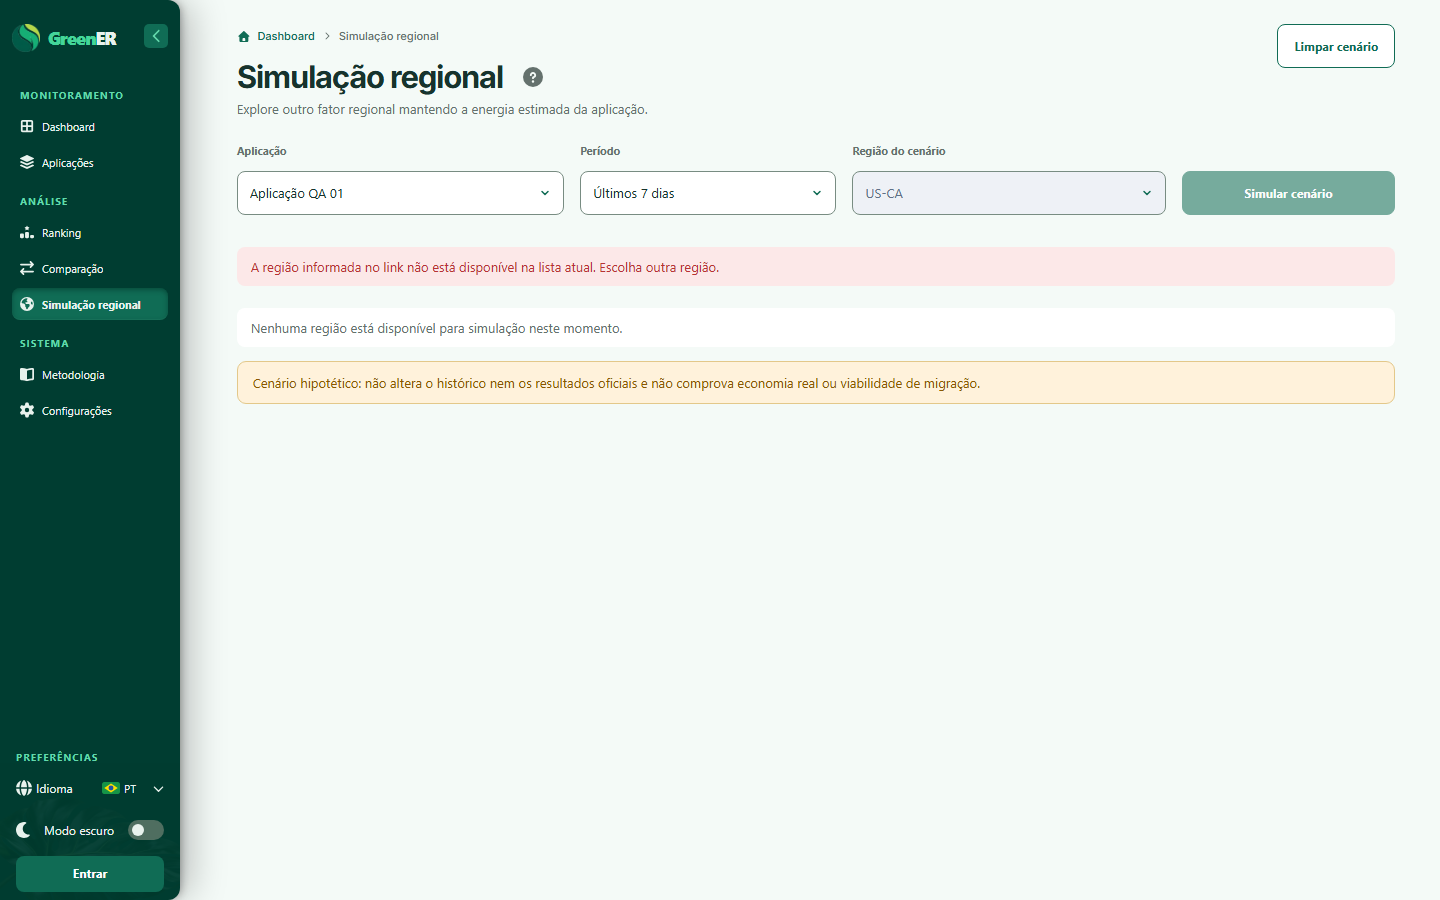 GreenER
MONITORAMENTO
Dashboard
Aplicações
ANÁLISE
Ranking
Comparação
Simulação regional
SISTEMA
Metodologia
Configurações
PREFERÊNCIAS
Idioma
PT
Modo escuro
Entrar
Dashboard > Simulação regional
Limpar cenário
Simulação regional ?
Explore outro fator regional mantendo a energia estimada da aplicação.
Aplicação
Aplicação QA 01
Período
Últimos 7 dias
Região do cenário
US-CA
Simular cenário
A região informada no link não está disponível na lista atual. Escolha outra região.
Nenhuma região está disponível para simulação neste momento.
Cenário hipotético: não altera o histórico nem os resultados oficiais e não comprova economia real ou viabilidade de migração.